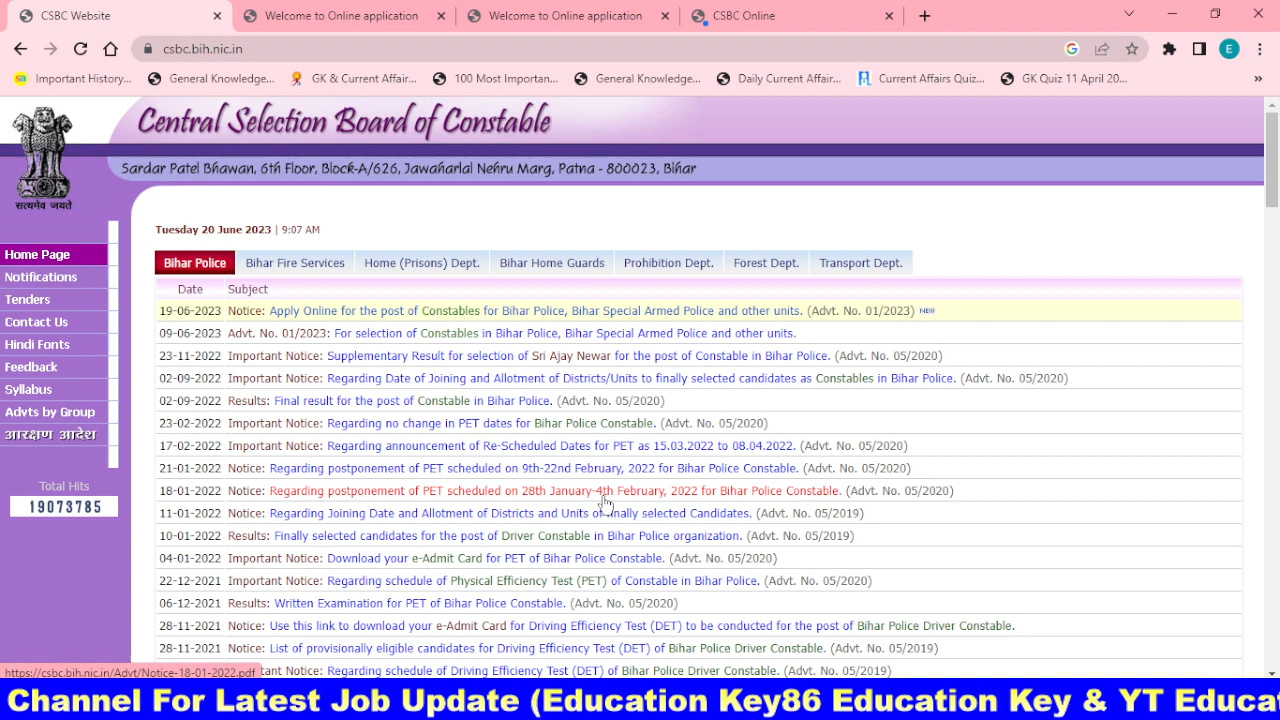 CSBC Website
Welcome to Online application
Welcome to Online application
CSBC Online
csbc.bih.nic.in
E
Important History...
General Knowledge...
GK & Current Affair...
100 Most Importan...
General Knowledge...
Daily Current Affair...
Current Affairs Quiz...
GK Quiz 11 April 20...
Central Selection Board of Constable
सत्यमेव जयते
Sardar Patel Bhawan, 6th Floor, Block-A/626, Jawaharlal Nehru Marg, Patna - 800023, Bihar
Tuesday 20 June 2023 | 9:07 AM
Home Page
Notifications
Tenders
Contact Us
Hindi Fonts
Feedback
Syllabus
Advts by Group
आरक्षण आदेश
Total Hits
19073785
Bihar Police
Bihar Fire Services
Home (Prisons) Dept.
Bihar Home Guards
Prohibition Dept.
Forest Dept.
Transport Dept.
Date Subject
19-06-2023 Notice: Apply Online for the post of Constables for Bihar Police, Bihar Special Armed Police and other units. (Advt. No. 01/2023) NEW
09-06-2023 Advt. No. 01/2023: For selection of Constables in Bihar Police, Bihar Special Armed Police and other units.
23-11-2022 Important Notice: Supplementary Result for selection of Sri Ajay Newar for the post of Constable in Bihar Police. (Advt. No. 05/2020)
02-09-2022 Important Notice: Regarding Date of Joining and Allotment of Districts/Units to finally selected candidates as Constables in Bihar Police. (Advt. No. 05/2020)
02-09-2022 Results: Final result for the post of Constable in Bihar Police. (Advt. No. 05/2020)
23-02-2022 Important Notice: Regarding no change in PET dates for Bihar Police Constable. (Advt. No. 05/2020)
17-02-2022 Important Notice: Regarding announcement of Re-Scheduled Dates for PET as 15.03.2022 to 08.04.2022. (Advt. No. 05/2020)
21-01-2022 Notice: Regarding postponement of PET scheduled on 9th-22nd February, 2022 for Bihar Police Constable. (Advt. No. 05/2020)
18-01-2022 Notice: Regarding postponement of PET scheduled on 28th January-4th February, 2022 for Bihar Police Constable. (Advt. No. 05/2020)
11-01-2022 Notice: Regarding Joining Date and Allotment of Districts and Units of finally selected Candidates. (Advt. No. 05/2019)
10-01-2022 Results: Finally selected candidates for the post of Driver Constable in Bihar Police organization. (Advt. No. 05/2019)
04-01-2022 Important Notice: Download your e-Admit Card for PET of Bihar Police Constable. (Advt. No. 05/2020)
22-12-2021 Important Notice: Regarding schedule of Physical Efficiency Test (PET) of Constable in Bihar Police. (Advt. No. 05/2020)
06-12-2021 Results: Written Examination for PET of Bihar Police Constable. (Advt. No. 05/2020)
28-11-2021 Notice: Use this link to download your e-Admit Card for Driving Efficiency Test (DET) to be conducted for the post of Bihar Police Driver Constable.
28-11-2021 Notice: List of provisionally eligible candidates for Driving Efficiency Test (DET) of Bihar Police Driver Constable. (Advt. No. 05/2019)
tant Notice: Regarding schedule of Driving Efficiency Test (DET) of Bihar Police Driver Constable. (Advt. No. 05/2019)
https://csbc.bih.nic.in/Advt/Notice-18-01-2022.pdf
Channel For Latest Job Update (Education Key86 Education Key & YT Educa